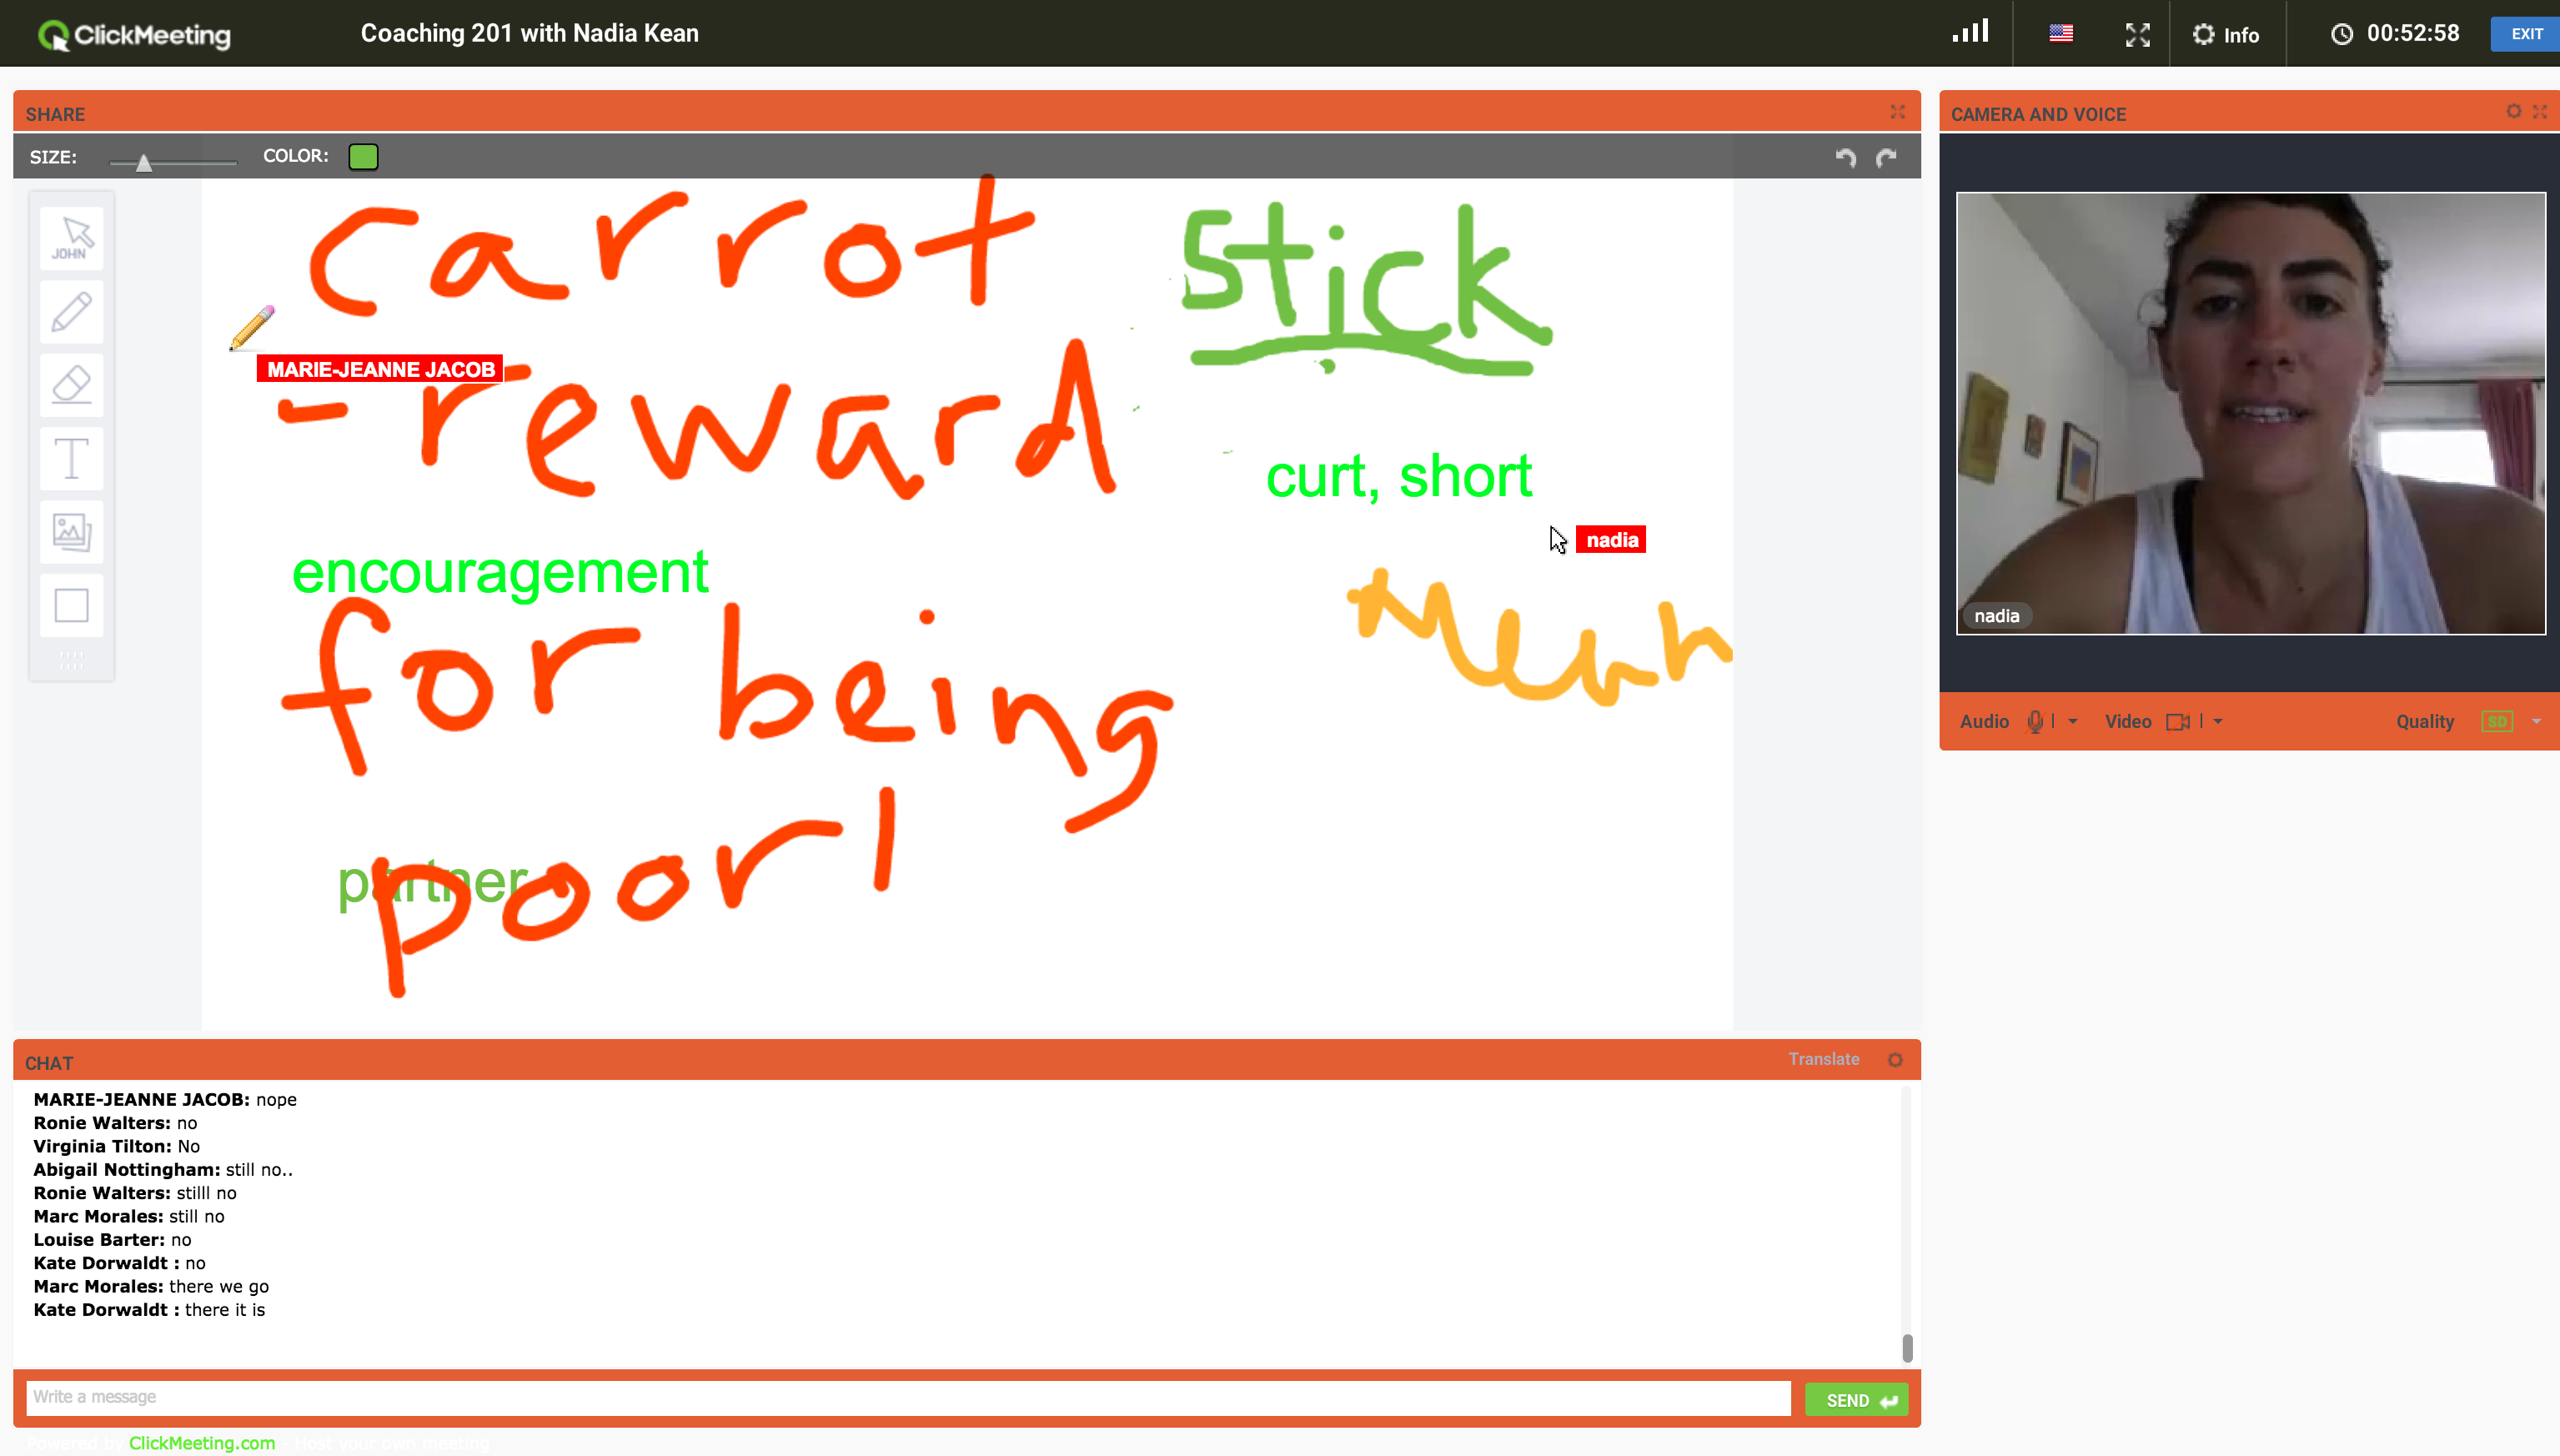 ClickMeeting
Coaching 201 with Nadia Kean
Info
00:52:58
EXIT
SHARE
SIZE:
COLOR:
JOHN
T
carrot
stick
MARIE-JEANNE JACOB
- reward
curt, short
nadia
encouragement
mean
for being
partner
poor!
CAMERA AND VOICE
nadia
Audio
Video
Quality
SD
CHAT
Translate
MARIE-JEANNE JACOB: nope
Ronie Walters: no
Virginia Tilton: No
Abigail Nottingham: still no..
Ronie Walters: stilll no
Marc Morales: still no
Louise Barter: no
Kate Dorwaldt : no
Marc Morales: there we go
Kate Dorwaldt : there it is
Write a message
SEND
Powered by ClickMeeting.com - Host your own meeting